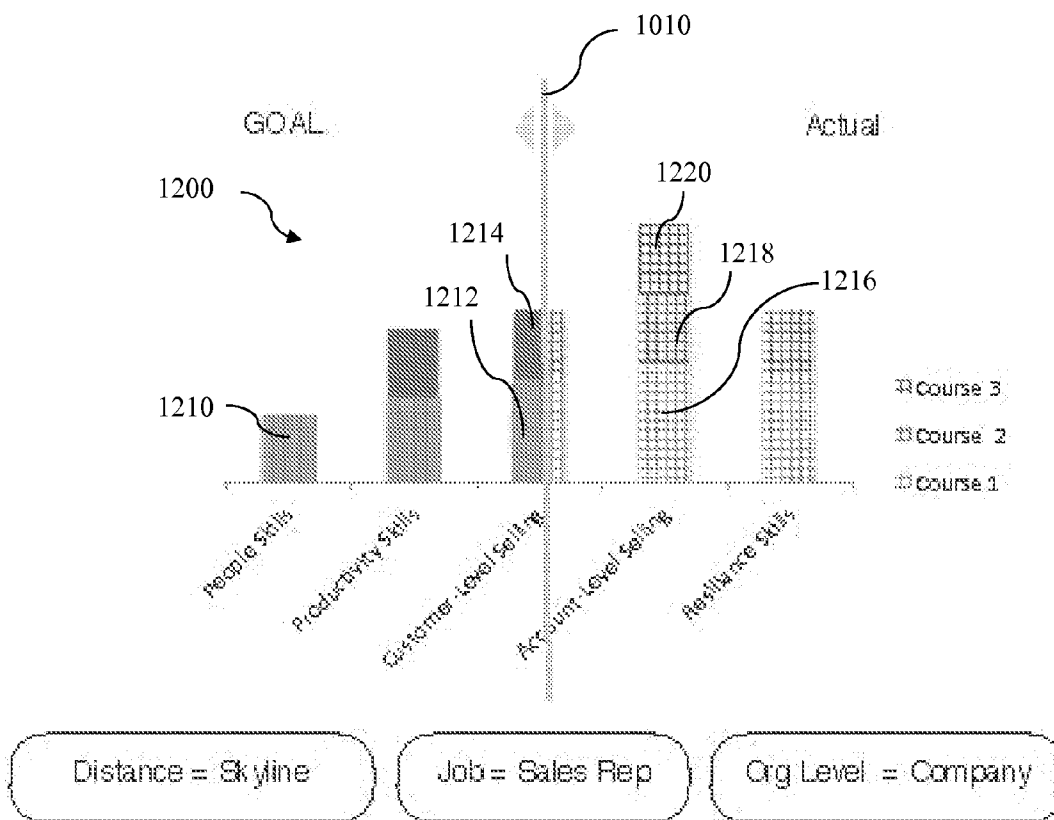 1010
GOAL
Actual
1200
1220
1214
1218
1212
1216
1210
Course 3
Course 2
Course 1
People Skills
Productivity Skills
Customer-Level Selling
Account-Level Selling
Resiliance Skills
Distance = Skyline
Job = Sales Rep
Org Level = Company